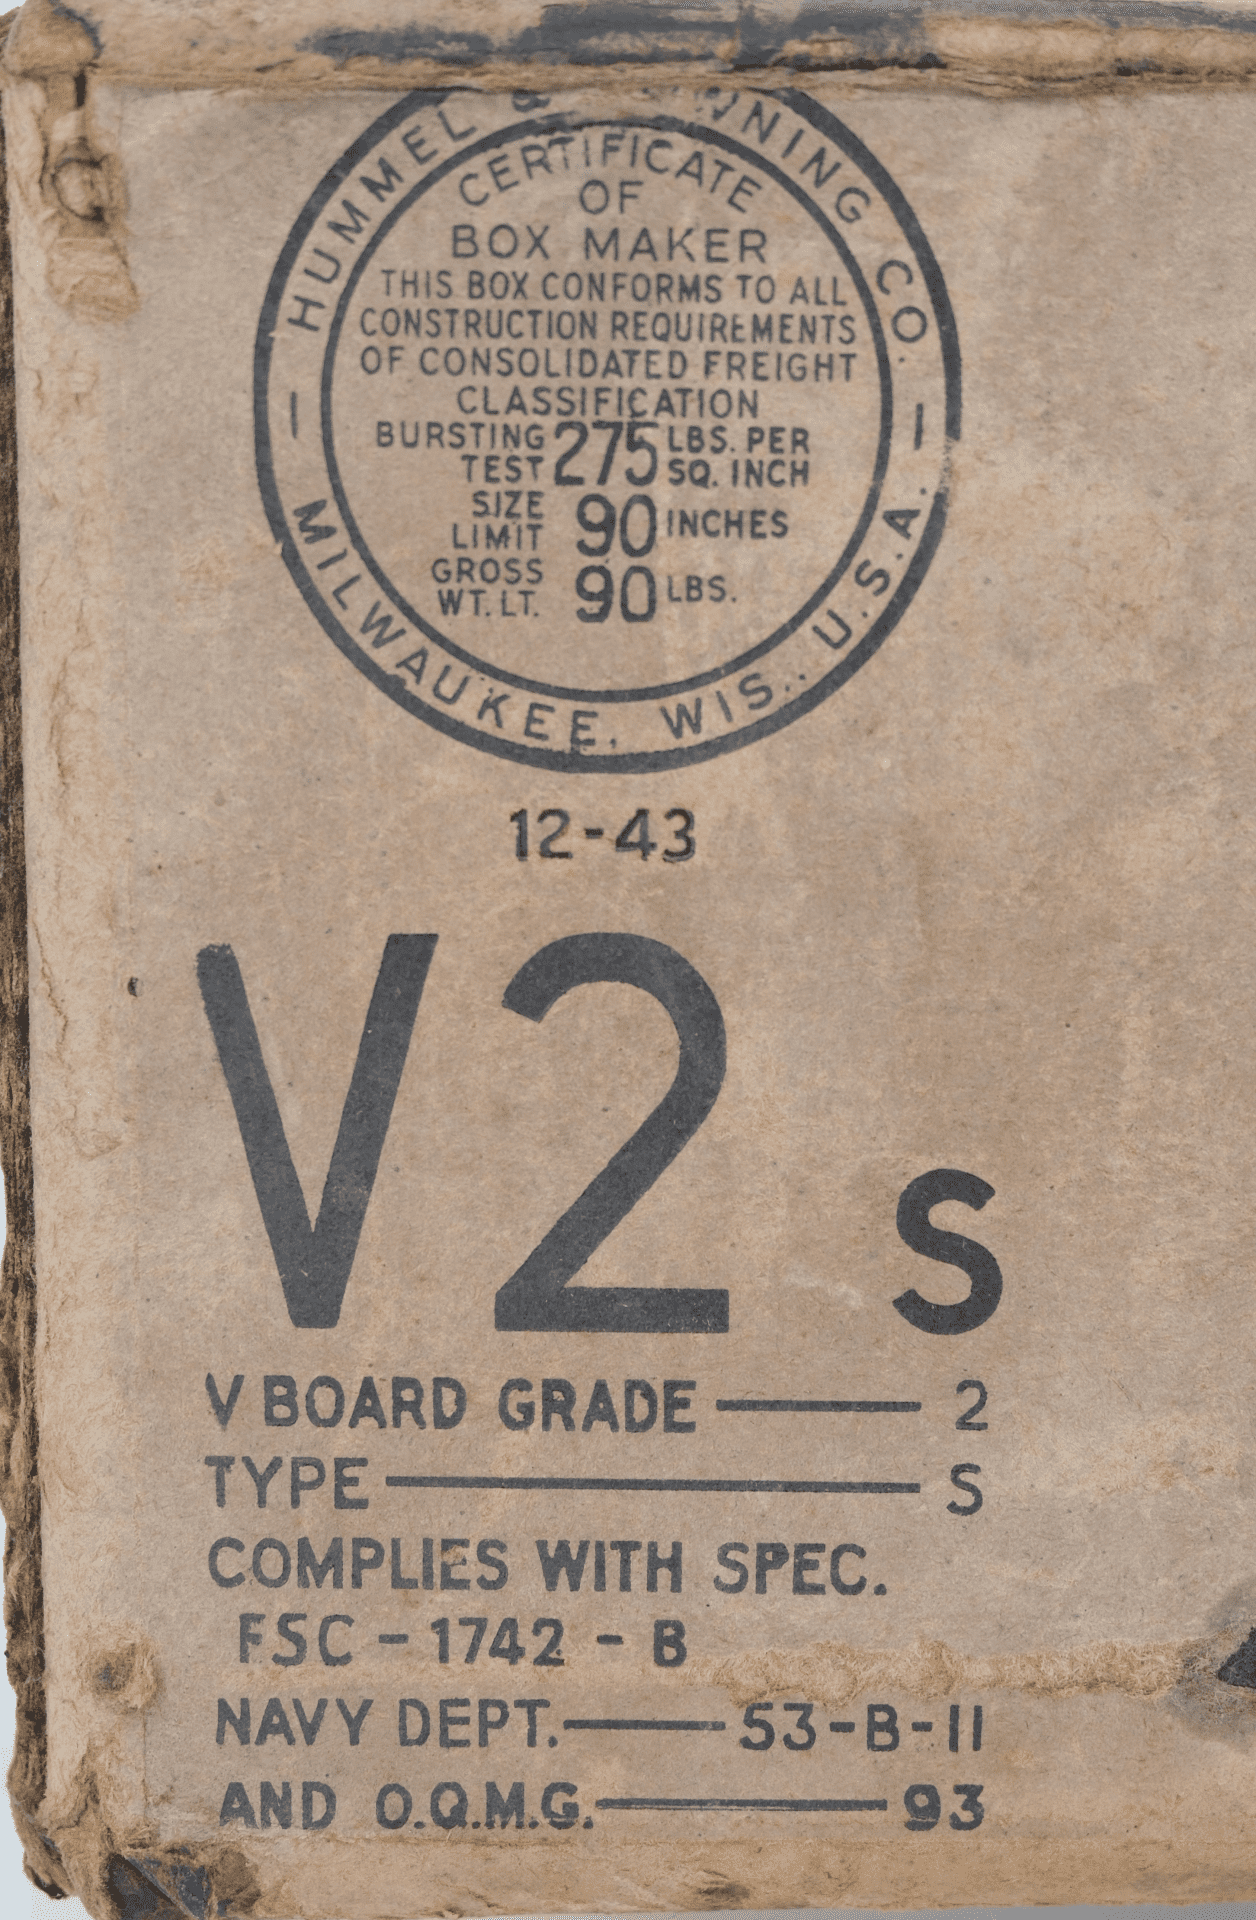 HUMMEL & NING CO.
CERTIFICATE
OF
BOX MAKER
THIS BOX CONFORMS TO ALL
CONSTRUCTION REQUIREMENTS
OF CONSOLIDATED FREIGHT
CLASSIFICATION
BURSTING TEST 275 LBS. PER SQ. INCH
SIZE LIMIT 90 INCHES
GROSS WT. LT. 90 LBS.
— MILWAUKEE, WIS., U.S.A. —
12-43
V2s
V BOARD GRADE — 2
TYPE — S
COMPLIES WITH SPEC.
FSC - 1742 - B
NAVY DEPT. — 53-B-11
AND O.Q.M.G. — 93